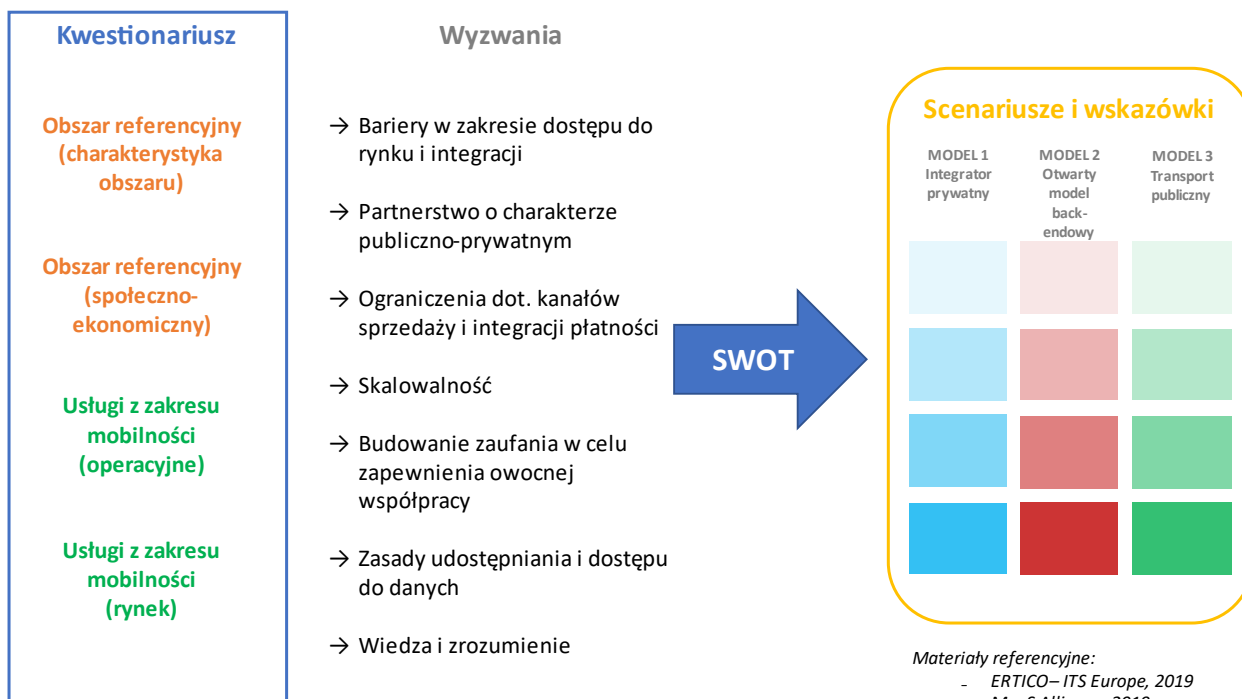 Kwestionariusz
Obszar referencyjny
(charakterystyka
obszaru)
Obszar referencyjny
(społeczno-
ekonomiczny)
Usługi z zakresu
mobilności
(operacyjne)
Usługi z zakresu
mobilności
(rynek)
Wyzwania
→ Bariery w zakresie dostępu do
rynku i integracji
→ Partnerstwo o charakterze
publiczno-prywatnym
→ Ograniczenia dot. kanałów
sprzedaży i integracji płatności
→ Skalowalność
→ Budowanie zaufania w celu
zapewnienia owocnej
współpracy
→ Zasady udostępniania i dostępu
do danych
→ Wiedza i zrozumienie
SWOT
Scenariusze i wskazówki
MODEL 1
Integrator
prywatny
MODEL 2
Otwarty
model
back-
endowy
MODEL 3
Transport
publiczny
Materiały referencyjne:
- ERTICO– ITS Europe, 2019